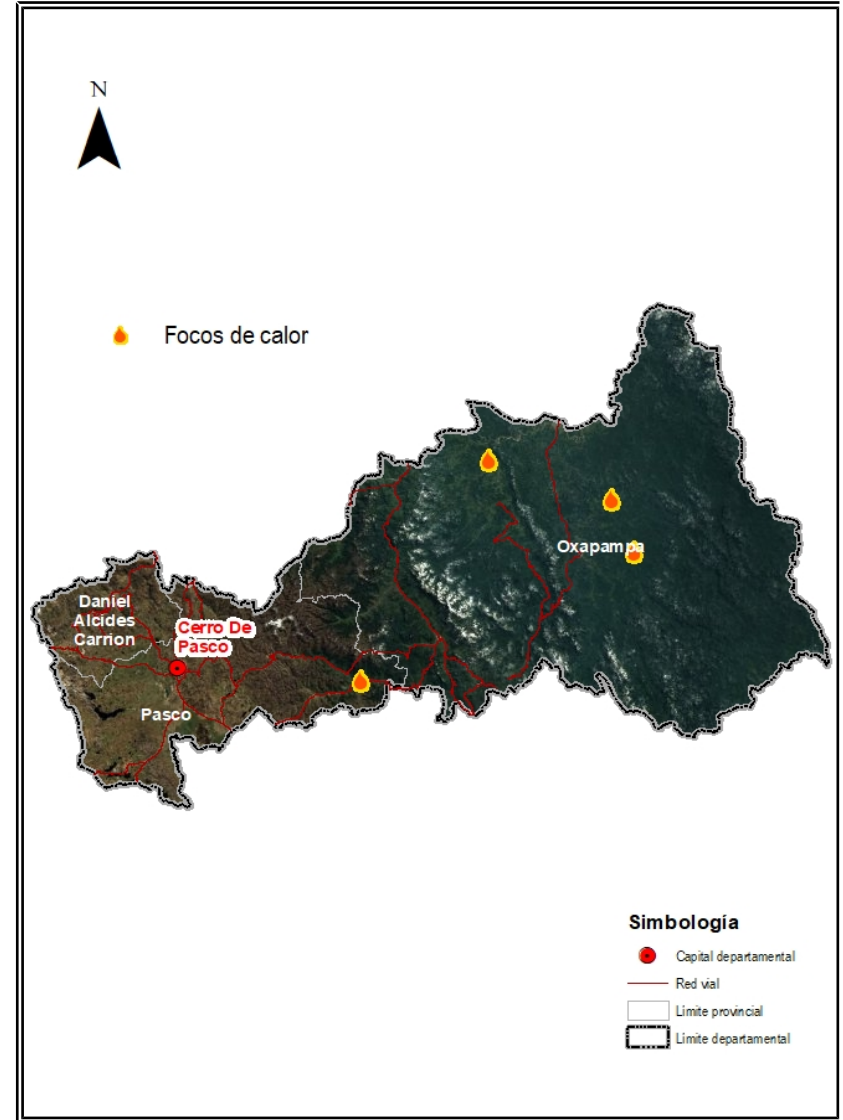 N
Focos de calor
Oxapampa
Daniel
Alcides
Carrion
Cerro De
Pasco
Pasco
Simbología
Capital departamental
Red vial
Límite provincial
Límite departamental